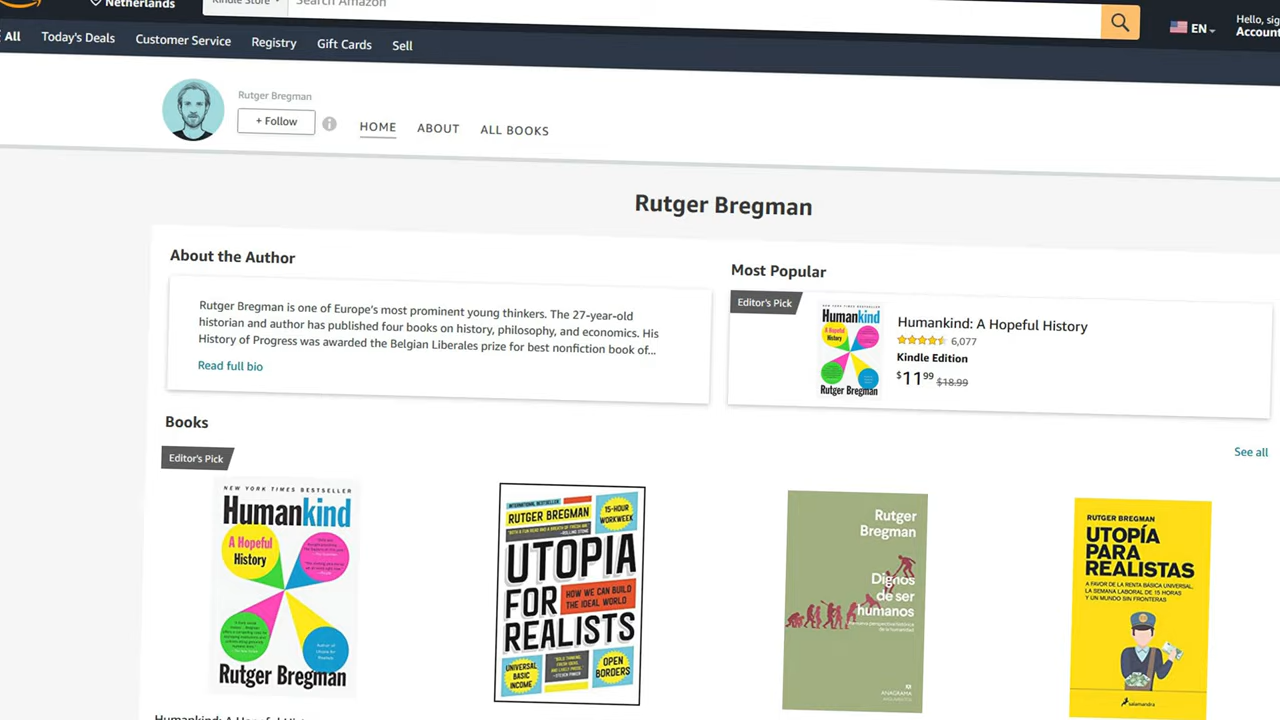 Netherlands
Kindle Store
Search Amazon
EN
Hello, sig
Account
All
Today's Deals
Customer Service
Registry
Gift Cards
Sell
Rutger Bregman
+ Follow
HOME
ABOUT
ALL BOOKS
Rutger Bregman
About the Author
Rutger Bregman is one of Europe's most prominent young thinkers. The 27-year-old
historian and author has published four books on history, philosophy, and economics. His
History of Progress was awarded the Belgian Liberales prize for best nonfiction book of...
Read full bio
Most Popular
Editor's Pick
Humankind
A Hopeful
History
Rutger Bregman
Humankind: A Hopeful History
6,077
Kindle Edition
$11.99 $18.99
Books
See all
Editor's Pick
NEW YORK TIMES BESTSELLER
Humankind
A Hopeful
History
Rutger Bregman
INTERNATIONAL BESTSELLER
RUTGER BREGMAN
15-HOUR
WORKWEEK
UTOPIA
FOR
HOW WE CAN BUILD
THE IDEAL WORLD
REALISTS
UNIVERSAL
BASIC
INCOME
OPEN
BORDERS
Rutger
Bregman
Dignos
de ser
humanos
ANAGRAMA
RUTGER BREGMAN
UTOPÍA
PARA
REALISTAS
A FAVOR DE LA RENTA BÁSICA UNIVERSAL,
LA SEMANA LABORAL DE 15 HORAS
Y UN MUNDO SIN FRONTERAS
salamandra
Humankind: A Hopeful Hist